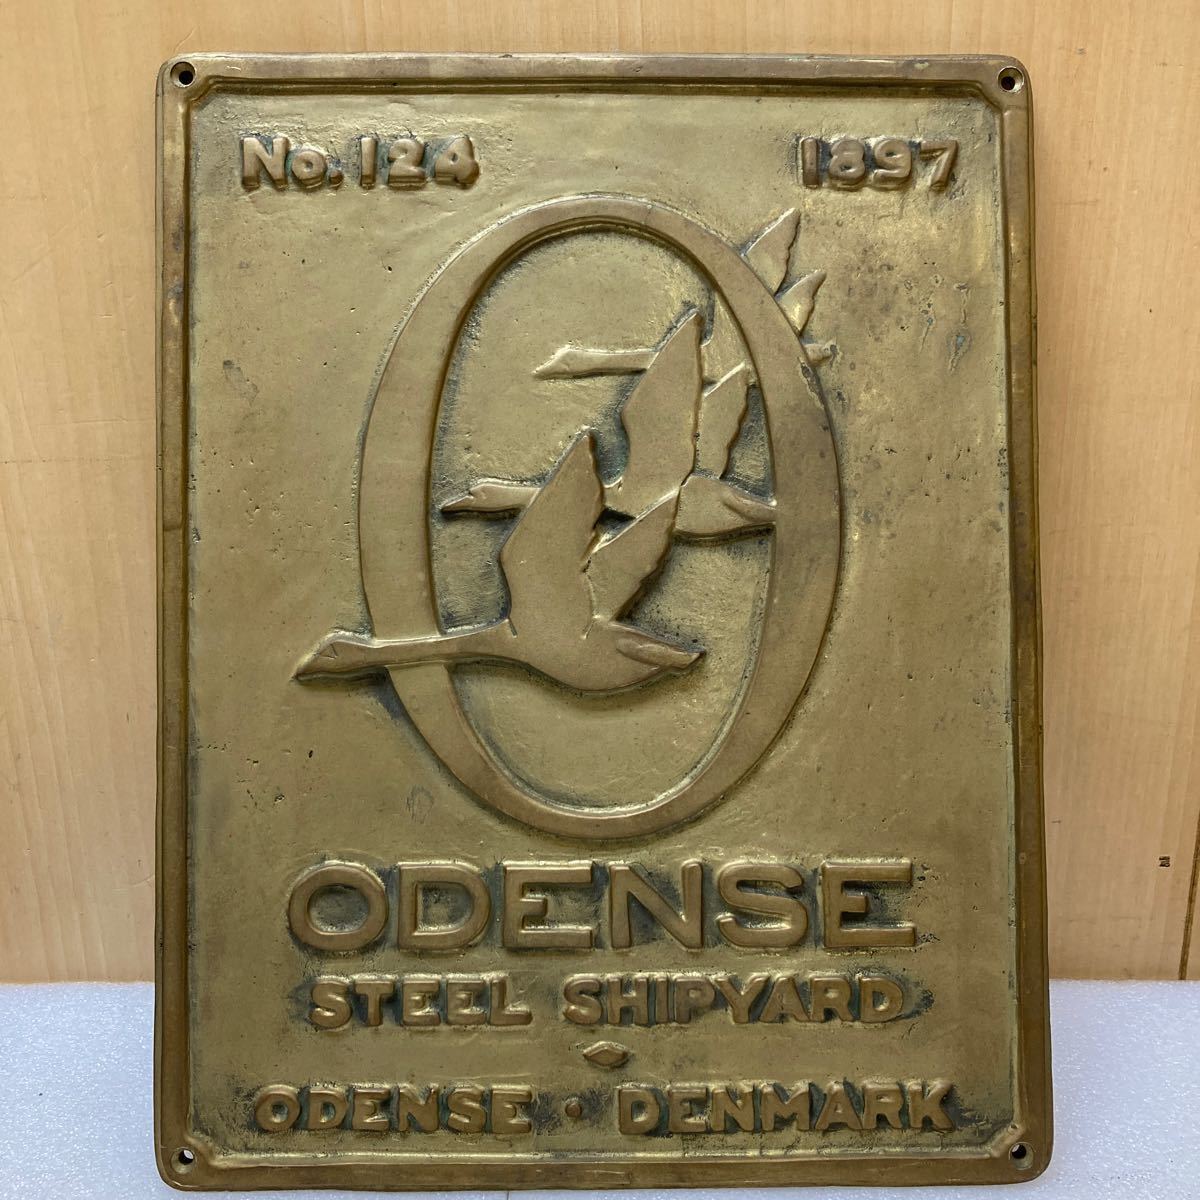 No. 124 1897
ODENSE
STEEL SHIPYARD
ODENSE · DENMARK